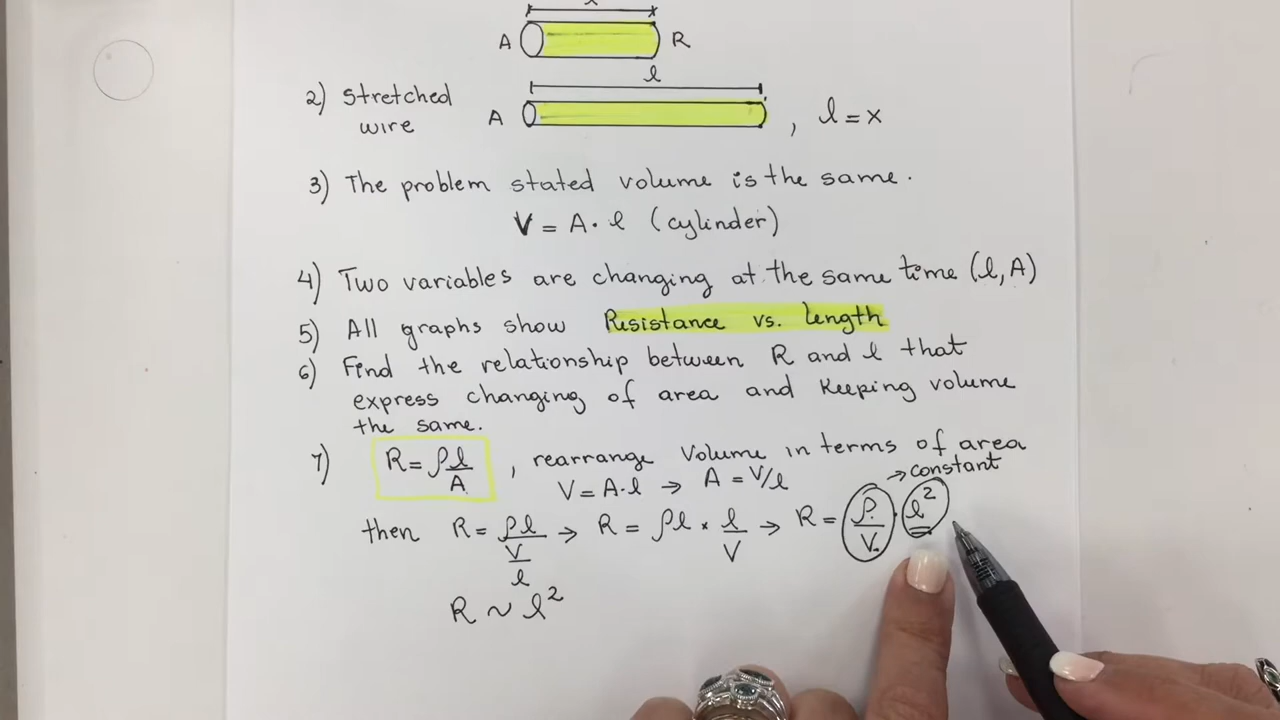 x
A R
l
2) Stretched wire A , l = x
3) The problem stated volume is the same.
V = A · l (cylinder)
4) Two variables are changing at the same time (l, A)
5) All graphs show Resistance vs. length
6) Find the relationship between R and l that
express changing of area and keeping volume
the same.
7) R = ρl/A , rearrange Volume in terms of area
→ constant
V = A·l → A = V/l
then R = ρl/(V/l) → R = ρl × l/V → R = ρ/V · l²
R ~ l²